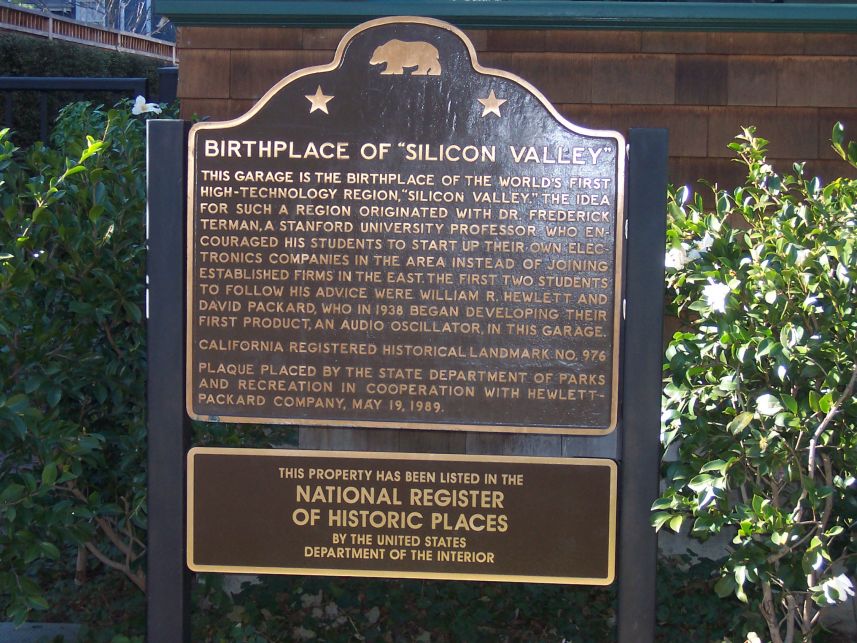 BIRTHPLACE OF "SILICON VALLEY"
THIS GARAGE IS THE BIRTHPLACE OF THE WORLD'S FIRST
HIGH-TECHNOLOGY REGION, "SILICON VALLEY." THE IDEA
FOR SUCH A REGION ORIGINATED WITH DR. FREDERICK
TERMAN, A STANFORD UNIVERSITY PROFESSOR WHO EN-
COURAGED HIS STUDENTS TO START UP THEIR OWN ELEC-
TRONICS COMPANIES IN THE AREA INSTEAD OF JOINING
ESTABLISHED FIRMS IN THE EAST. THE FIRST TWO STUDENTS
TO FOLLOW HIS ADVICE WERE WILLIAM R. HEWLETT AND
DAVID PACKARD, WHO IN 1938 BEGAN DEVELOPING THEIR
FIRST PRODUCT, AN AUDIO OSCILLATOR, IN THIS GARAGE.
CALIFORNIA REGISTERED HISTORICAL LANDMARK NO. 976
PLAQUE PLACED BY THE STATE DEPARTMENT OF PARKS
AND RECREATION IN COOPERATION WITH HEWLETT-
PACKARD COMPANY, MAY 19, 1989.
THIS PROPERTY HAS BEEN LISTED IN THE
NATIONAL REGISTER
OF HISTORIC PLACES
BY THE UNITED STATES
DEPARTMENT OF THE INTERIOR